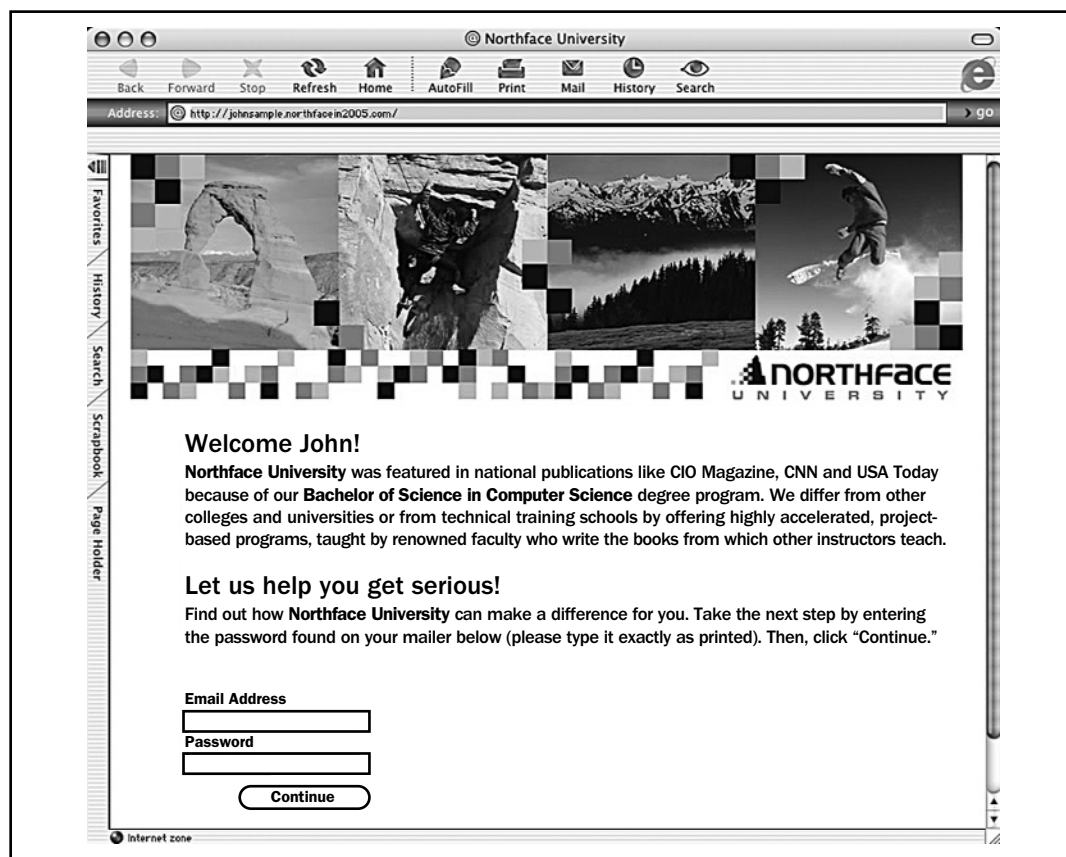 @ Northface University
Back Forward Stop Refresh Home AutoFill Print Mail History Search
Address: @ http://johnsample.northfacein2005.com/ go
Favorites
History
Search
Scrapbook
Page Holder
NORTHFACE
UNIVERSITY
Welcome John!
Northface University was featured in national publications like CIO Magazine, CNN and USA Today
because of our Bachelor of Science in Computer Science degree program. We differ from other
colleges and universities or from technical training schools by offering highly accelerated, project-
based programs, taught by renowned faculty who write the books from which other instructors teach.
Let us help you get serious!
Find out how Northface University can make a difference for you. Take the next step by entering
the password found on your mailer below (please type it exactly as printed). Then, click “Continue.”
Email Address
Password
Continue
Internet zone